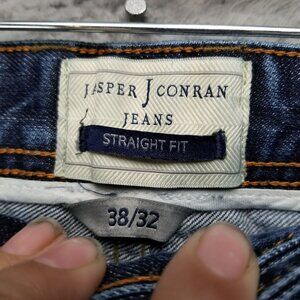 JASPER J CONRAN
JEANS
STRAIGHT FIT
38/32